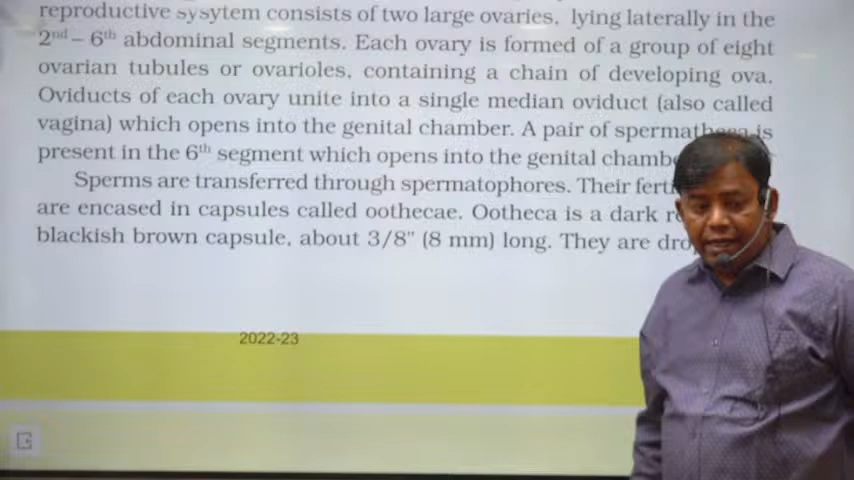 reproductive sysytem consists of two large ovaries, lying laterally in the
2nd – 6th abdominal segments. Each ovary is formed of a group of eight
ovarian tubules or ovarioles, containing a chain of developing ova.
Oviducts of each ovary unite into a single median oviduct (also called
vagina) which opens into the genital chamber. A pair of spermatheca is
present in the 6th segment which opens into the genital
Sperms are transferred through spermatophores. Their
are encased in capsules called oothecae. Ootheca is a dark
blackish brown capsule, about 3/8" (8 mm) long. They are
2022-23